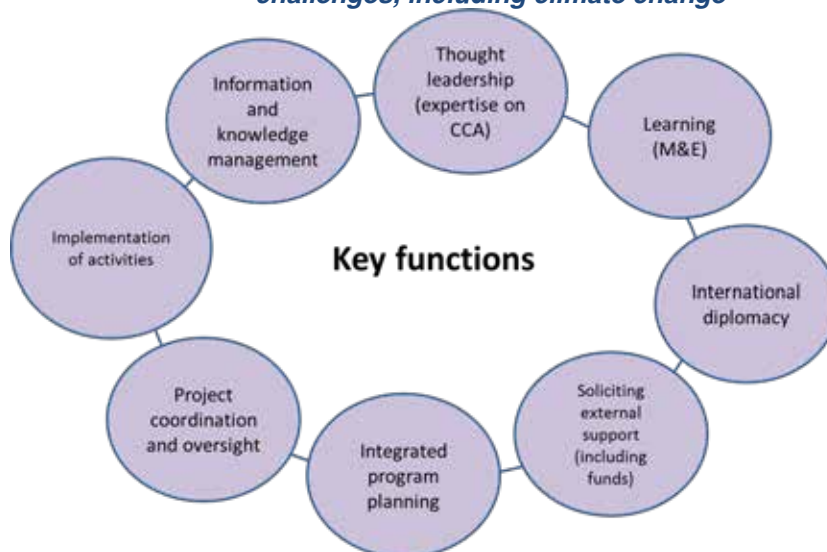 challenges, including climate change
Thought
leadership
(expertise on
CCA)
Learning
(M&E)
International
diplomacy
Soliciting
external
support
(including
funds)
Integrated
program
planning
Project
coordination
and oversight
Implementation
of activities
Information
and
knowledge
management
Key functions